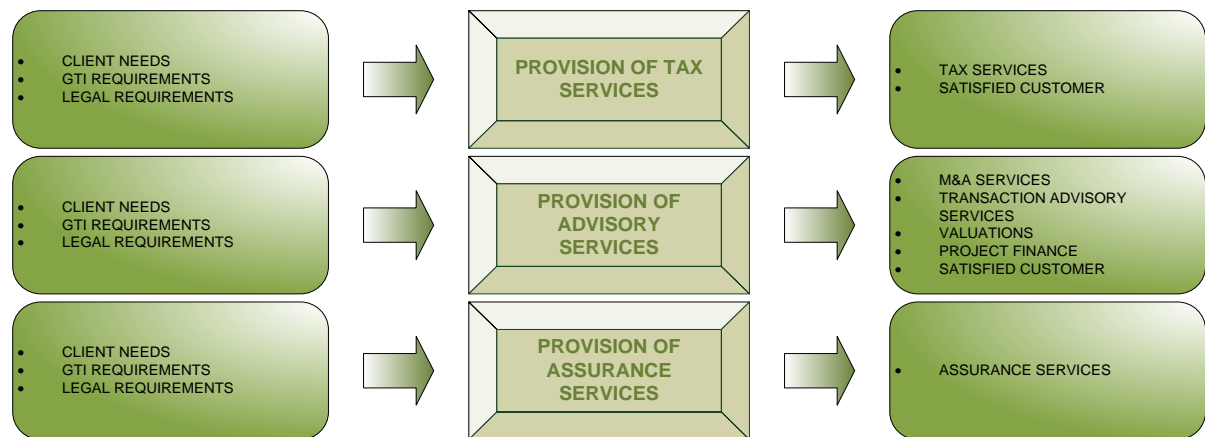 • CLIENT NEEDS
• GTI REQUIREMENTS
• LEGAL REQUIREMENTS
PROVISION OF TAX
SERVICES
• TAX SERVICES
• SATISFIED CUSTOMER
• CLIENT NEEDS
• GTI REQUIREMENTS
• LEGAL REQUIREMENTS
PROVISION OF
ADVISORY
SERVICES
• M&A SERVICES
• TRANSACTION ADVISORY
SERVICES
• VALUATIONS
• PROJECT FINANCE
• SATISFIED CUSTOMER
• CLIENT NEEDS
• GTI REQUIREMENTS
• LEGAL REQUIREMENTS
PROVISION OF
ASSURANCE
SERVICES
• ASSURANCE SERVICES